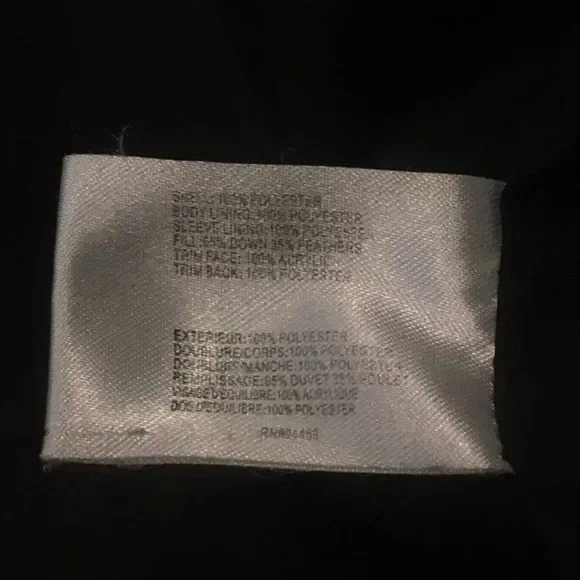 SHELL: 100% POLYESTER
BODY LINING: 100% POLYESTER
SLEEVE LINING: 100% POLYESTER
FILL: 65% DOWN 35% FEATHERS
TRIM FACE: 100% ACRYLIC
TRIM BACK: 100% POLYESTER
EXTERIEUR: 100% POLYESTER
DOUBLURE/CORPS: 100% POLYESTER
DOUBLURE/MANCHE: 100% POLYESTER
REMPLISSAGE: 65% DUVET 35%
VISAGE D'EQUILIBRE: 100% ACRYLIQUE
DOS D'EQUILIBRE: 100% POLYESTER